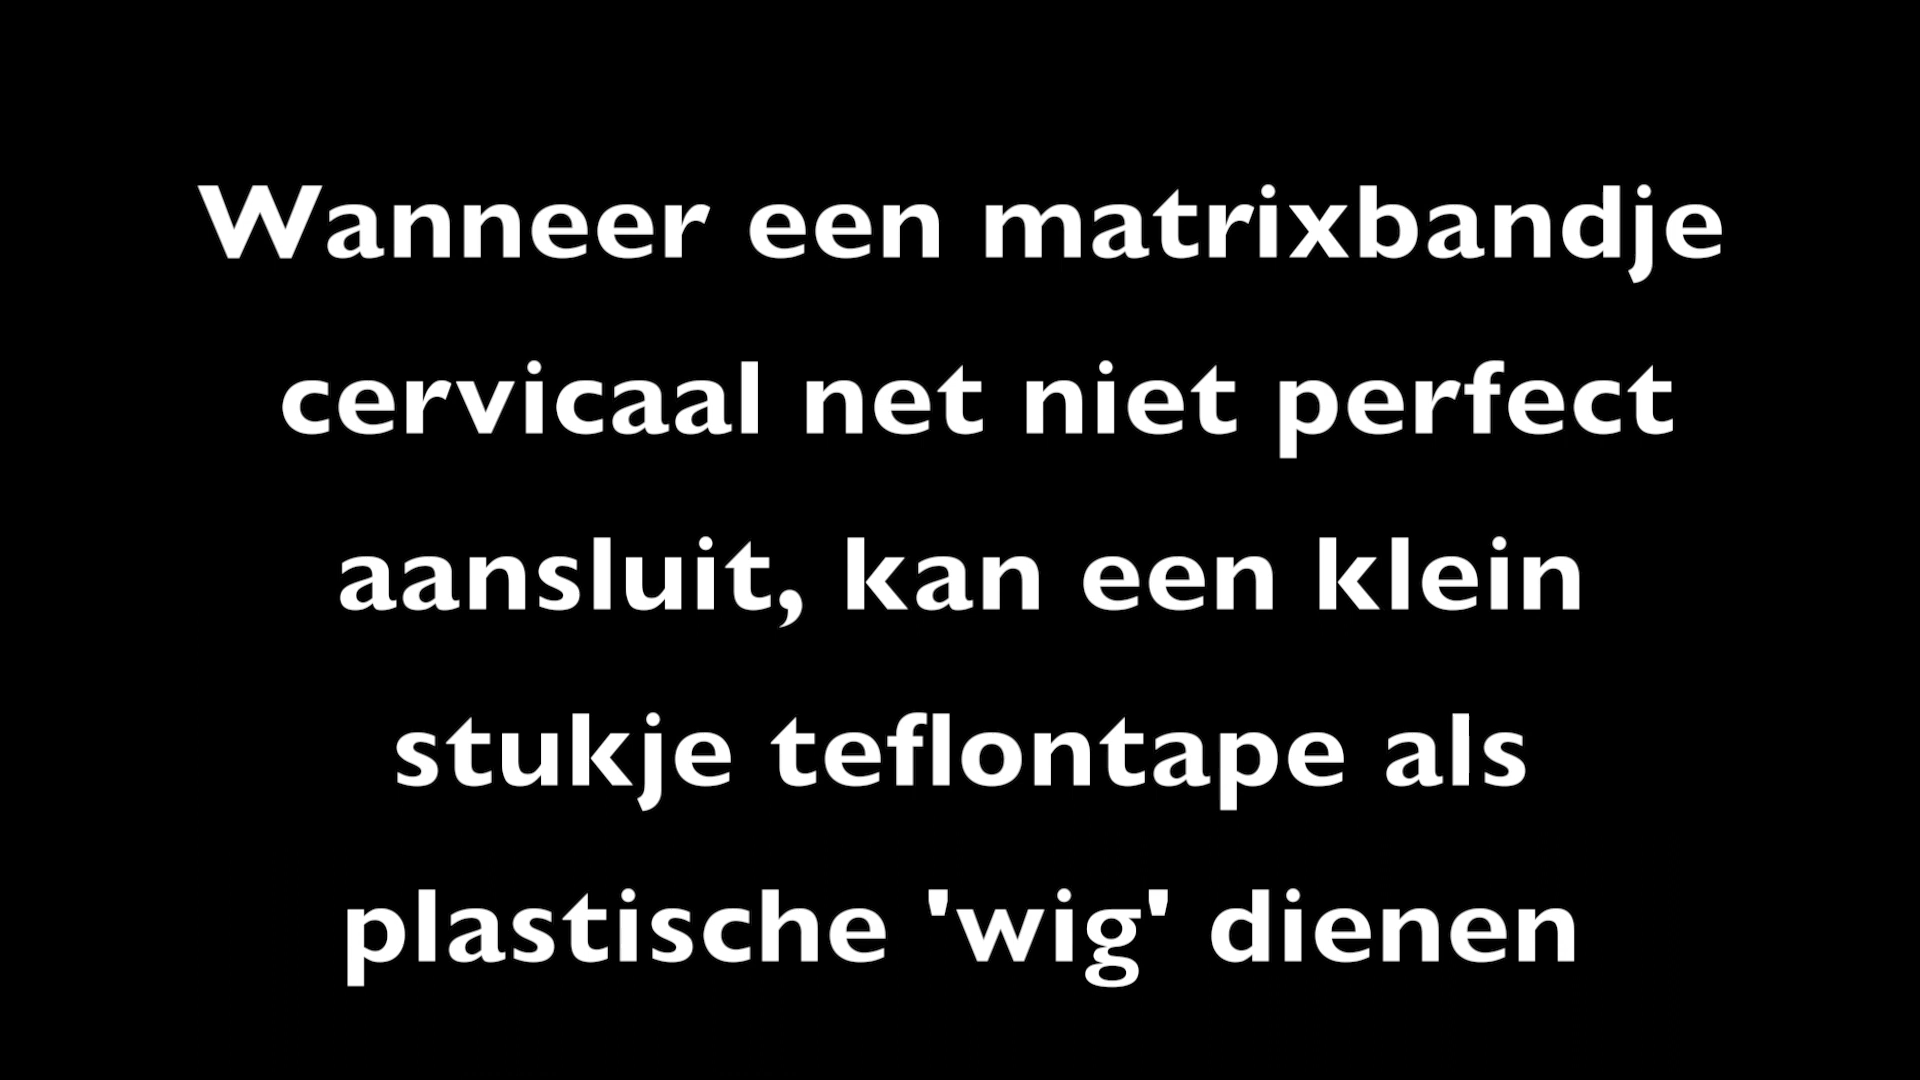 Wanneer een matrixbandje
cervicaal net niet perfect
aansluit, kan een klein
stukje teflontape als
plastische 'wig' dienen